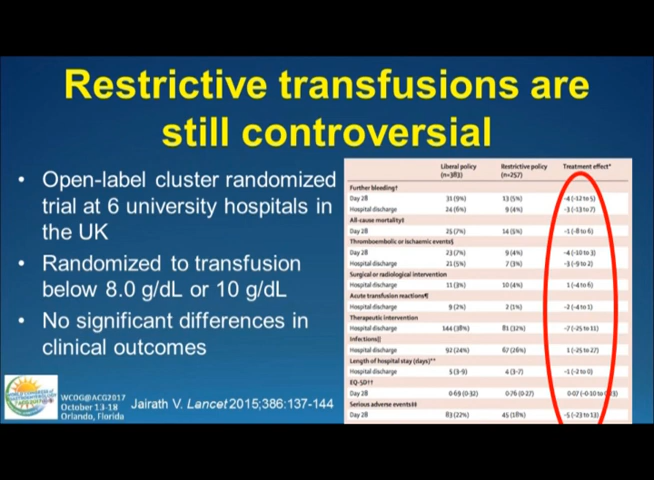 Restrictive transfusions are
still controversial
• Open-label cluster randomized
trial at 6 university hospitals in
the UK
• Randomized to transfusion
below 8.0 g/dL or 10 g/dL
• No significant differences in
clinical outcomes
Liberal policy Restrictive policy Treatment effect*
(n=383) (n=257)
Further bleeding†
Day 28 31 (9%) 13 (5%) -4 (-12 to 5)
Hospital discharge 24 (6%) 9 (4%) -3 (-13 to 7)
All-cause mortality‡
Day 28 25 (7%) 14 (5%) -1 (-8 to 6)
Thromboembolic or ischaemic events§
Day 28 23 (7%) 9 (4%) -4 (-10 to 3)
Hospital discharge 21 (5%) 7 (3%) -3 (-9 to 2)
Surgical or radiological intervention
Hospital discharge 11 (3%) 10 (4%) 1 (-4 to 6)
Acute transfusion reactions¶
Hospital discharge 9 (2%) 2 (1%) -2 (-4 to 1)
Therapeutic intervention
Hospital discharge 144 (38%) 81 (32%) -7 (-25 to 11)
Infections||
Hospital discharge 92 (24%) 67 (26%) 1 (-25 to 27)
Length of hospital stay (days)**
Hospital discharge 5 (3-9) 4 (3-7) -1 (-2 to 0)
EQ-5D††
Day 28 0·69 (0·32) 0·76 (0·27) 0·07 (-0·10 to
Serious adverse events‡‡
Day 28 83 (22%) 45 (18%) -5 (-23 to 13)
WCOG@ACG2017
October 13-18
Orlando, Florida
Jairath V. Lancet 2015;386:137-144